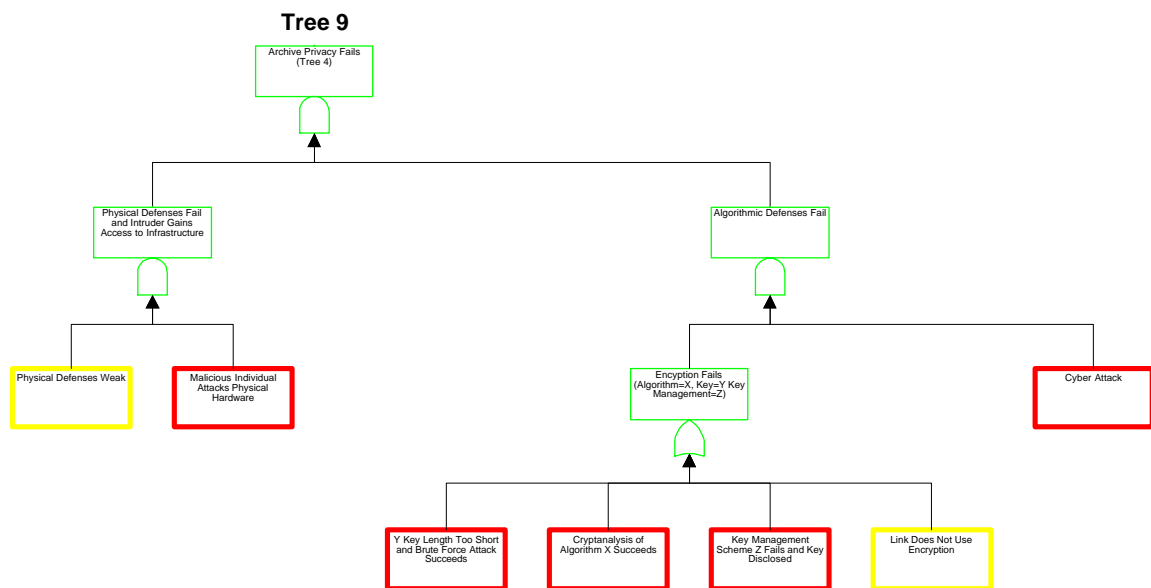 Tree 9
Archive Privacy Fails
(Tree 4)
Physical Defenses Fail
and Intruder Gains
Access to Infrastructure
Algorithmic Defenses Fail
Physical Defenses Weak
Malicious Individual
Attacks Physical
Hardware
Encyption Fails
(Algorithm=X, Key=Y Key
Management=Z)
Cyber Attack
Y Key Length Too Short
and Brute Force Attack
Succeeds
Cryptanalysis of
Algorithm X Succeeds
Key Management
Scheme Z Fails and Key
Disclosed
Link Does Not Use
Encryption